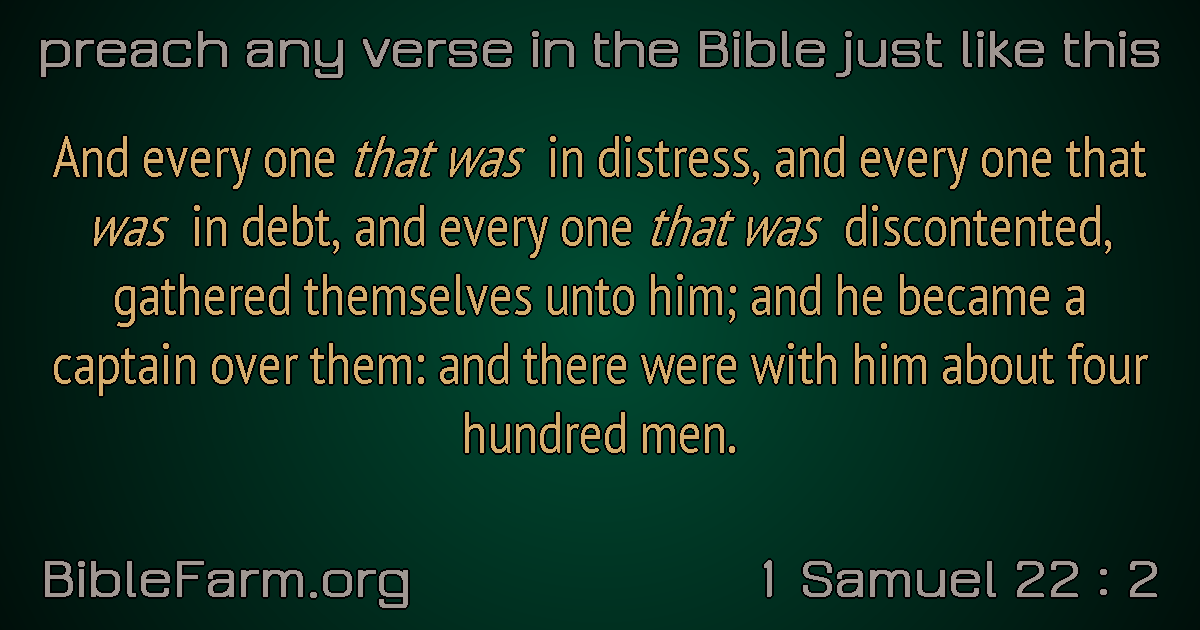 preach any verse in the Bible just like this
And every one that was in distress, and every one that
was in debt, and every one that was discontented,
gathered themselves unto him; and he became a
captain over them: and there were with him about four
hundred men.
BibleFarm.org
1 Samuel 22 : 2